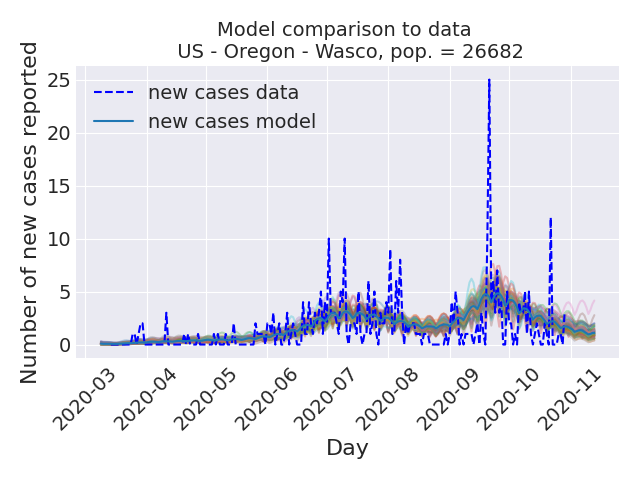 Model comparison to data
US - Oregon - Wasco, pop. = 26682
Number of new cases reported
25
20
15
10
5
0
new cases data
new cases model
2020-03
2020-04
2020-05
2020-06
2020-07
2020-08
2020-09
2020-10
2020-11
Day